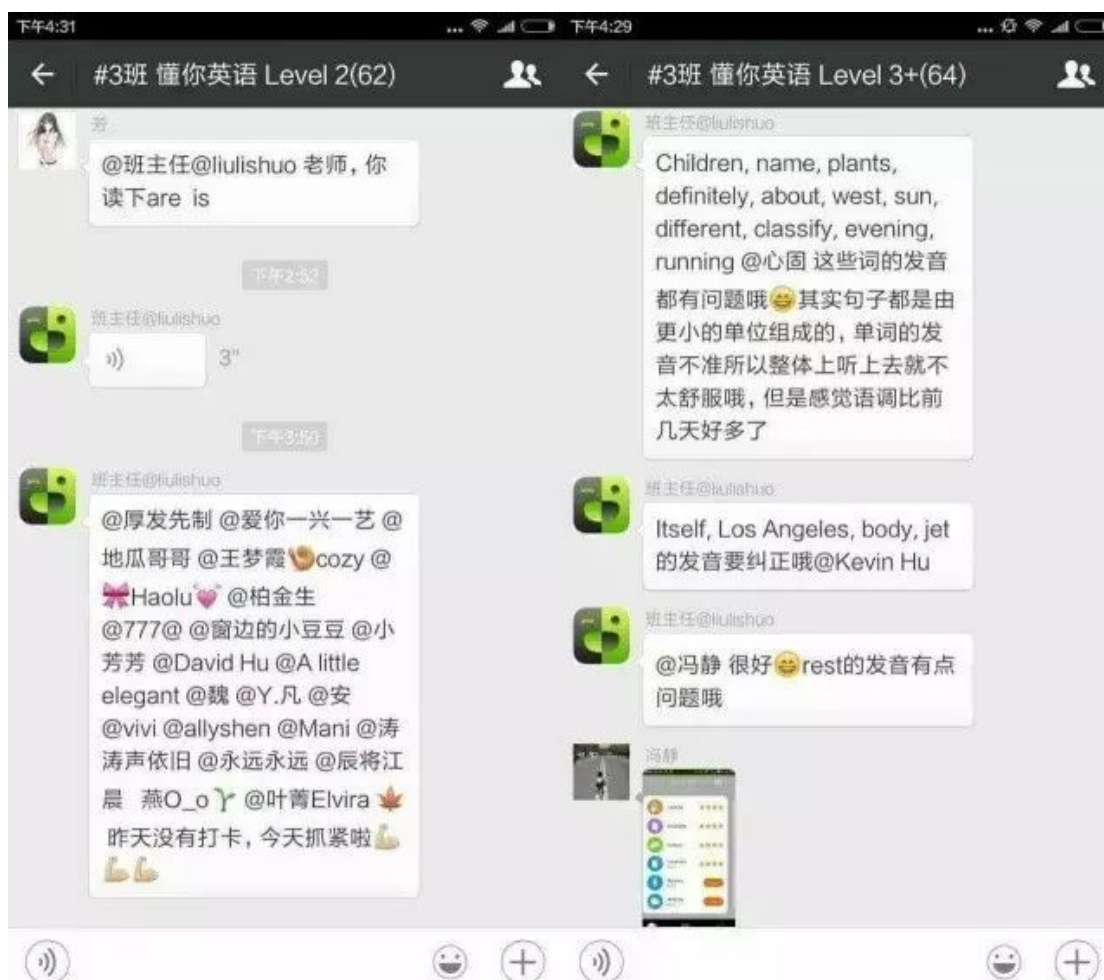 下午4:31
#3班 懂你英语 Level 2(62)
芳
@班主任@liulishuo 老师，你
读下are is
下午2:52
班主任@liulishuo
3"
下午3:50
班主任@liulishuo
@厚发先制 @爱你一兴一艺 @
地瓜哥哥 @王梦霞🐌cozy @
🎀Haolu💓 @柏金生
@777@ @窗边的小豆豆 @小
芳芳 @David Hu @A little
elegant @魏 @Y.凡 @安
@vivi @allyshen @Mani @涛
涛声依旧 @永远永远 @辰将江
晨 燕O_o🌱 @叶菁Elvira 🍁
昨天没有打卡，今天抓紧啦💪
💪💪
下午4:29
#3班 懂你英语 Level 3+(64)
班主任@liulishuo
Children, name, plants,
definitely, about, west, sun,
different, classify, evening,
running @心固 这些词的发音
都有问题哦😄其实句子都是由
更小的单位组成的，单词的发
音不准所以整体上听上去就不
太舒服哦，但是感觉语调比前
几天好多了
班主任@liulishuo
Itself, Los Angeles, body, jet
的发音要纠正哦@Kevin Hu
班主任@liulishuo
@冯静 很好😄rest的发音有点
问题哦
冯静